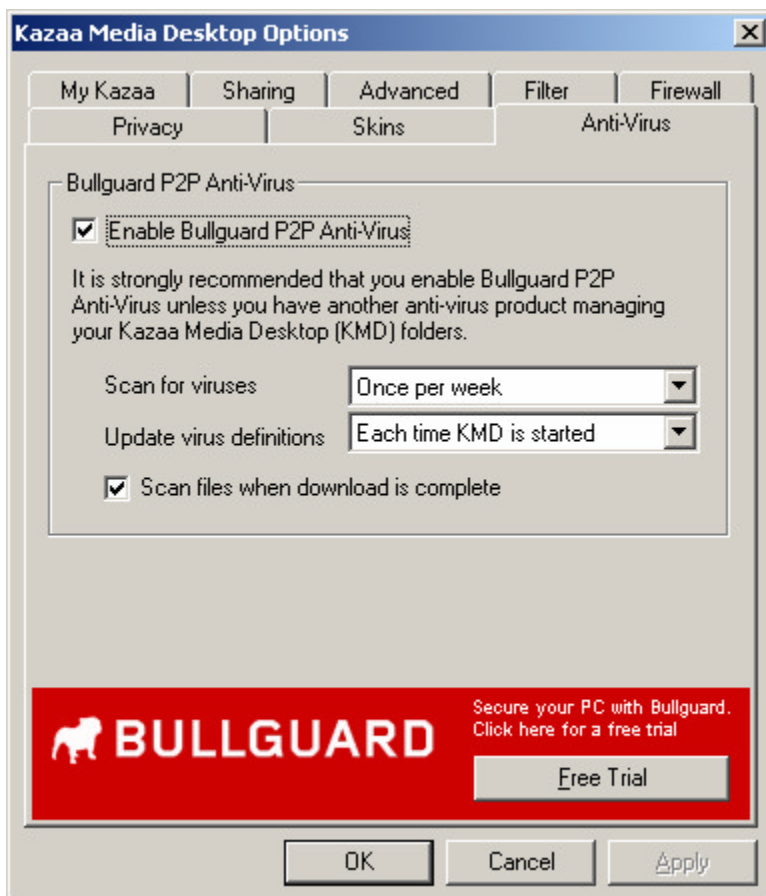 Kazaa Media Desktop Options
My Kazaa Sharing Advanced Filter Firewall
Privacy Skins Anti-Virus
Bullguard P2P Anti-Virus
Enable Bullguard P2P Anti-Virus
It is strongly recommended that you enable Bullguard P2P
Anti-Virus unless you have another anti-virus product managing
your Kazaa Media Desktop (KMD) folders.
Scan for viruses Once per week
Update virus definitions Each time KMD is started
Scan files when download is complete
BULLGUARD
Secure your PC with Bullguard.
Click here for a free trial
Free Trial
OK Cancel Apply